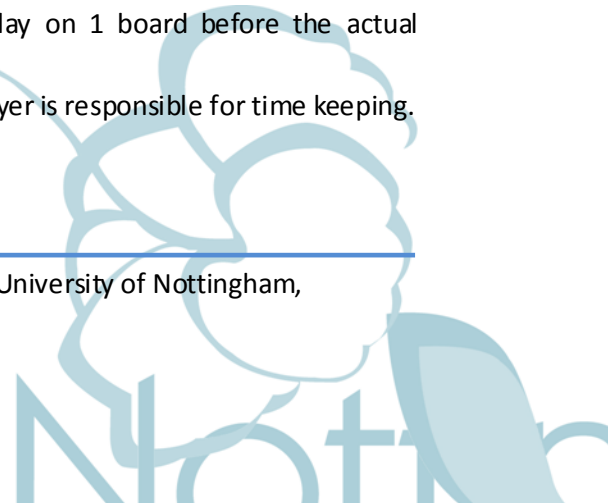 lay on 1 board before the actual
yer is responsible for time keeping.
University of Nottingham,
Nott